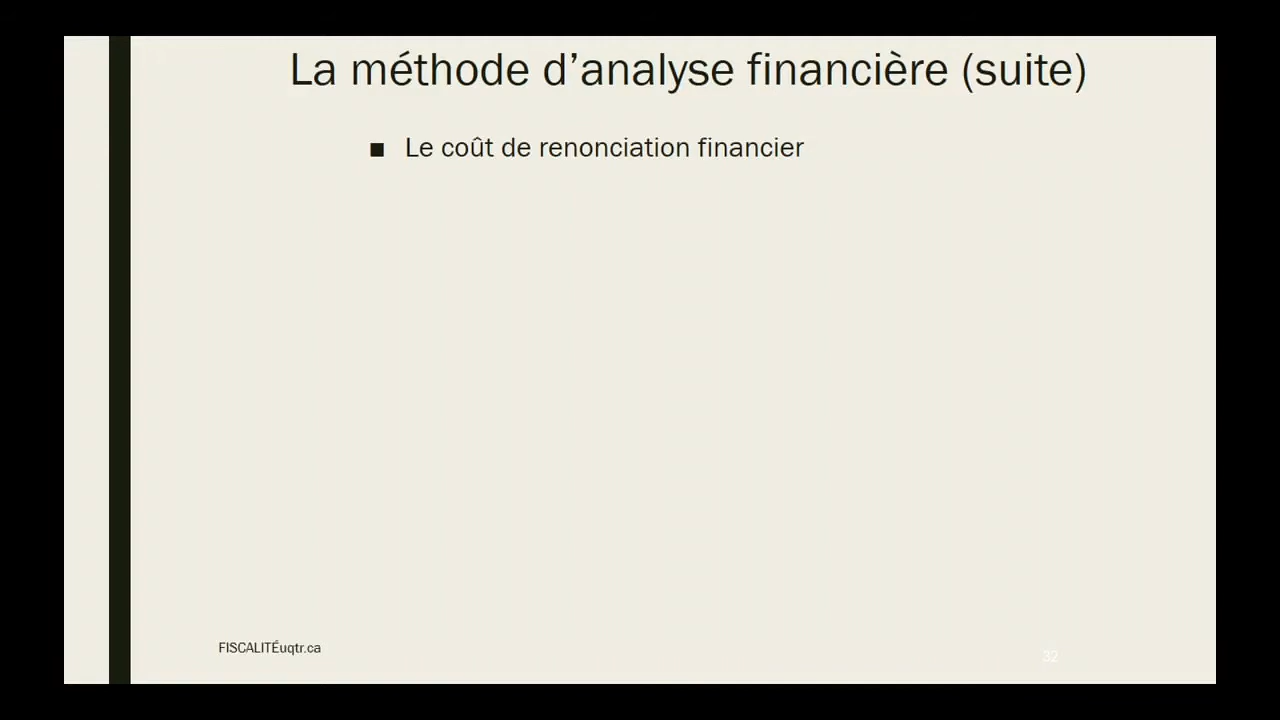 La méthode d’analyse financière (suite)
■ Le coût de renonciation financier
FISCALITÉuqtr.ca
32